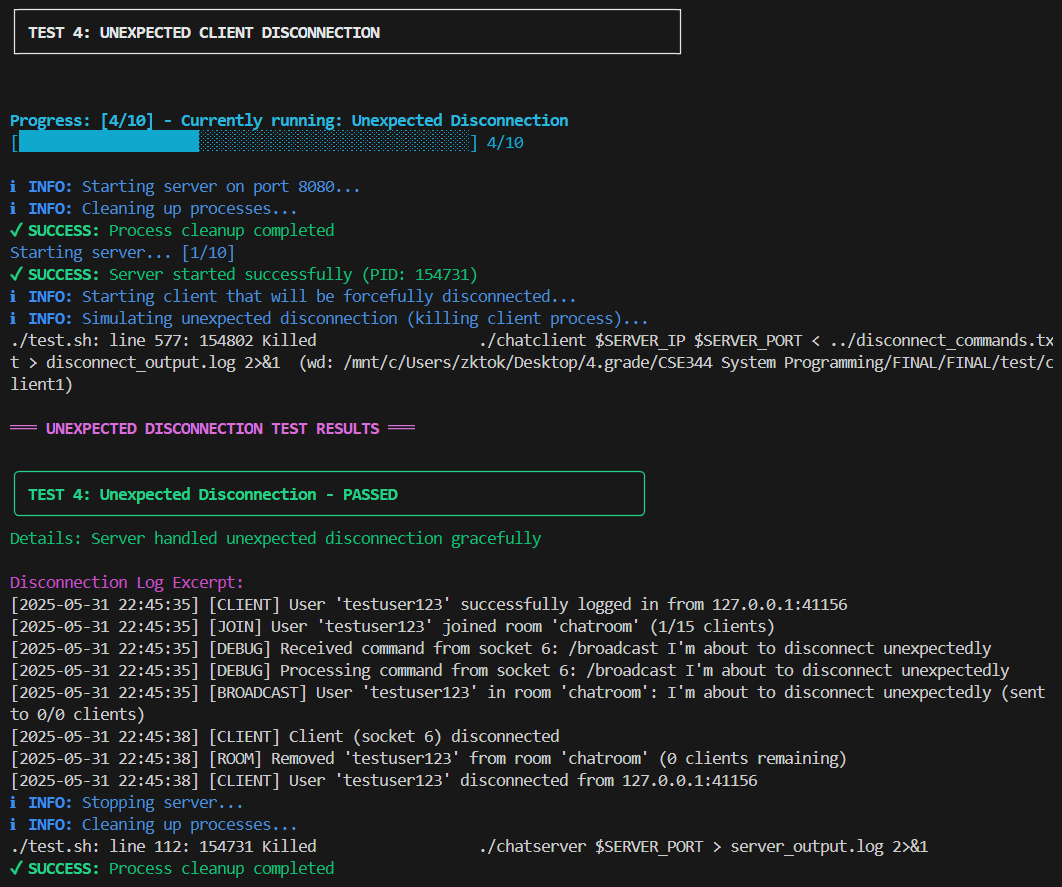 TEST 4: UNEXPECTED CLIENT DISCONNECTION
Progress: [4/10] - Currently running: Unexpected Disconnection
[████████████████████░░░░░░░░░░░░░░░░░░░░░░░░░░░░░░] 4/10
ℹ INFO: Starting server on port 8080...
ℹ INFO: Cleaning up processes...
✓ SUCCESS: Process cleanup completed
Starting server... [1/10]
✓ SUCCESS: Server started successfully (PID: 154731)
ℹ INFO: Starting client that will be forcefully disconnected...
ℹ INFO: Simulating unexpected disconnection (killing client process)...
./test.sh: line 577: 154802 Killed                  ./chatclient $SERVER_IP $SERVER_PORT < ../disconnect_commands.tx
t > disconnect_output.log 2>&1  (wd: /mnt/c/Users/zktok/Desktop/4.grade/CSE344 System Programming/FINAL/FINAL/test/c
lient1)
═══ UNEXPECTED DISCONNECTION TEST RESULTS ═══
TEST 4: Unexpected Disconnection - PASSED
Details: Server handled unexpected disconnection gracefully
Disconnection Log Excerpt:
[2025-05-31 22:45:35] [CLIENT] User 'testuser123' successfully logged in from 127.0.0.1:41156
[2025-05-31 22:45:35] [JOIN] User 'testuser123' joined room 'chatroom' (1/15 clients)
[2025-05-31 22:45:35] [DEBUG] Received command from socket 6: /broadcast I'm about to disconnect unexpectedly
[2025-05-31 22:45:35] [DEBUG] Processing command from socket 6: /broadcast I'm about to disconnect unexpectedly
[2025-05-31 22:45:35] [BROADCAST] User 'testuser123' in room 'chatroom': I'm about to disconnect unexpectedly (sent
to 0/0 clients)
[2025-05-31 22:45:38] [CLIENT] Client (socket 6) disconnected
[2025-05-31 22:45:38] [ROOM] Removed 'testuser123' from room 'chatroom' (0 clients remaining)
[2025-05-31 22:45:38] [CLIENT] User 'testuser123' disconnected from 127.0.0.1:41156
ℹ INFO: Stopping server...
ℹ INFO: Cleaning up processes...
./test.sh: line 112: 154731 Killed                  ./chatserver $SERVER_PORT > server_output.log 2>&1
✓ SUCCESS: Process cleanup completed